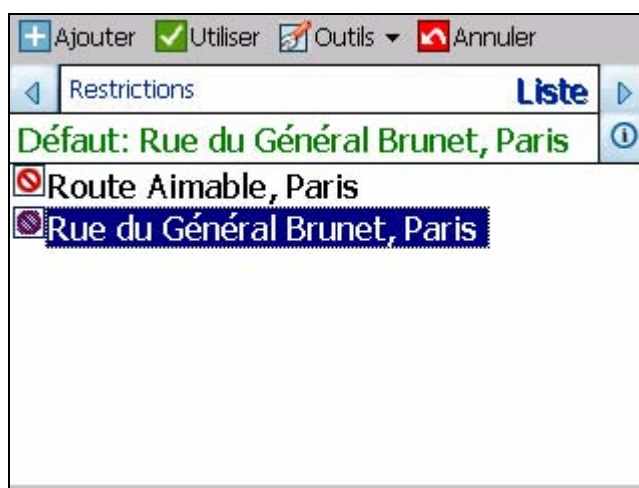 Ajouter Utiliser Outils Annuler
Restrictions Liste
Défaut: Rue du Général Brunet, Paris
Route Aimable, Paris
Rue du Général Brunet, Paris